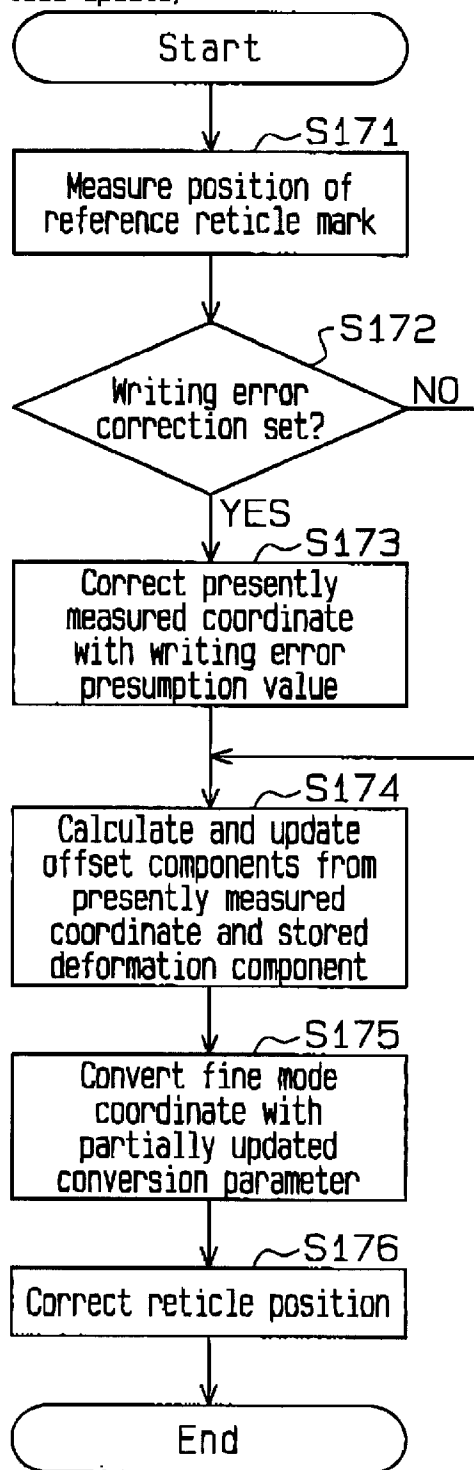 Start
S171
Measure position of
reference reticle mark
S172
Writing error
correction set?
NO
YES
S173
Correct presently
measured coordinate
with writing error
presumption value
S174
Calculate and update
offset components from
presently measured
coordinate and stored
deformation component
S175
Convert fine mode
coordinate with
partially updated
conversion parameter
S176
Correct reticle position
End